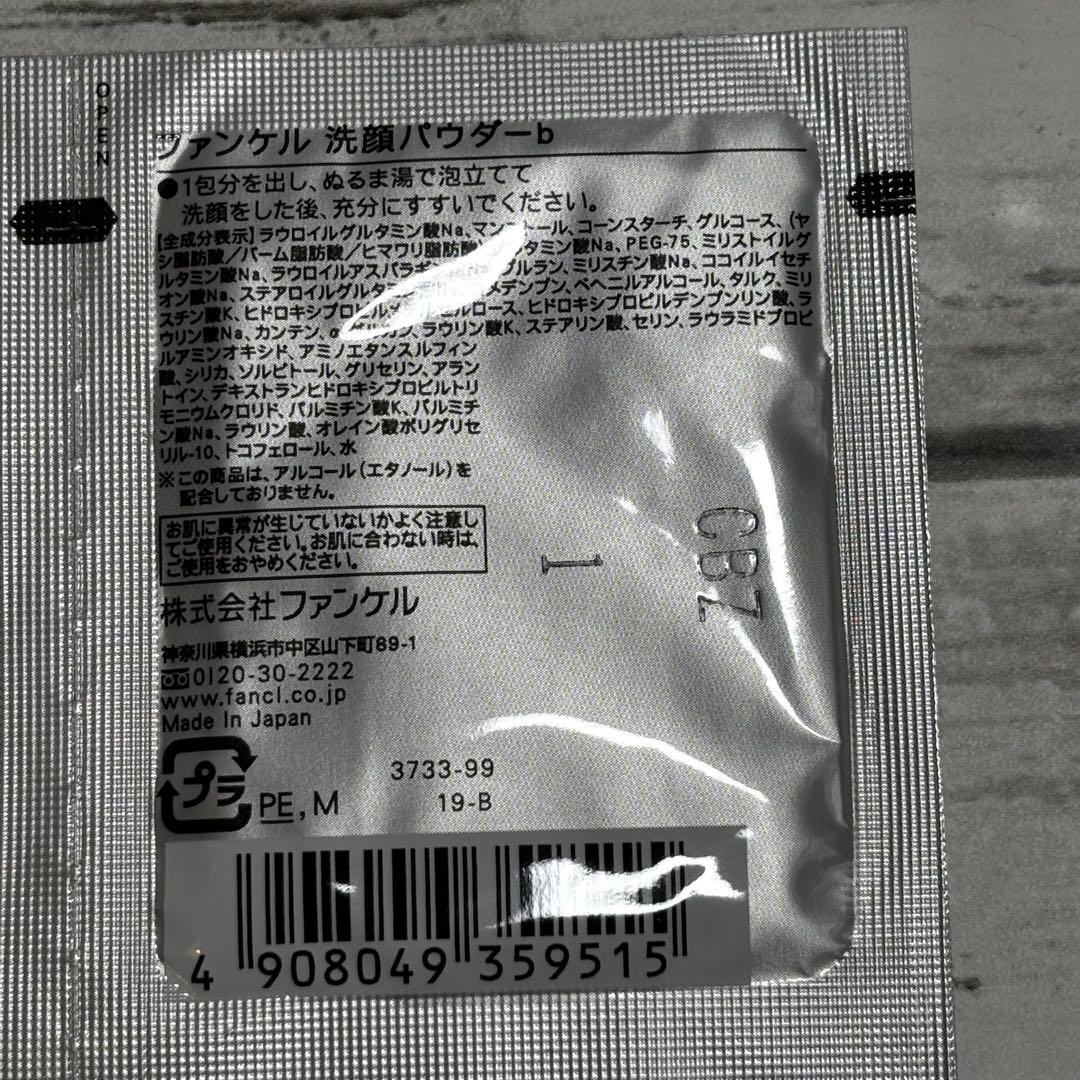 OPEN
ファンケル 洗顔パウダーb
●1包分を出し、ぬるま湯で泡立てて
洗顔をした後、充分にすすいでください。
【全成分表示】ラウロイルグルタミン酸Na、マンニトール、コーンスターチ、グルコース、(ヤ
シ脂肪酸/パーム脂肪酸/ヒマワリ脂肪酸)グルタミン酸Na、PEG-75、ミリストイルグ
ルタミン酸Na、ラウロイルアスパラギ プルラン、ミリスチン酸Na、ココイルイセチ
オン酸Na、ステアロイルグルタ メデンプン、ベヘニルアルコール、タルク、ミリ
スチン酸K、ヒドロキシプロピル ルロース、ヒドロキシプロピルデンプンリン酸、ラ
ウリン酸Na、カンテン、 ラウリン酸K、ステアリン酸、セリン、ラウラミドプロピ
ルアミンオキシド、アミノエタンスルフィン
酸、シリカ、ソルビトール、グリセリン、アラン
トイン、デキストランヒドロキシプロピルトリ
モニウムクロリド、パルミチン酸K、パルミチ
ン酸Na、ラウリン酸、オレイン酸ポリグリセ
リル-10、トコフェロール、水
※この商品は、アルコール(エタノール)を
配合しておりません。
お肌に異常が生じていないかよく注意し
てご使用ください。お肌に合わない時は、
ご使用をおやめください。
株式会社ファンケル
神奈川県横浜市中区山下町89-1
0120-30-2222
www.fancl.co.jp
Made In Japan
プラ
PE, M
3733-99
19-B
1
CBZ
4 908049 359515